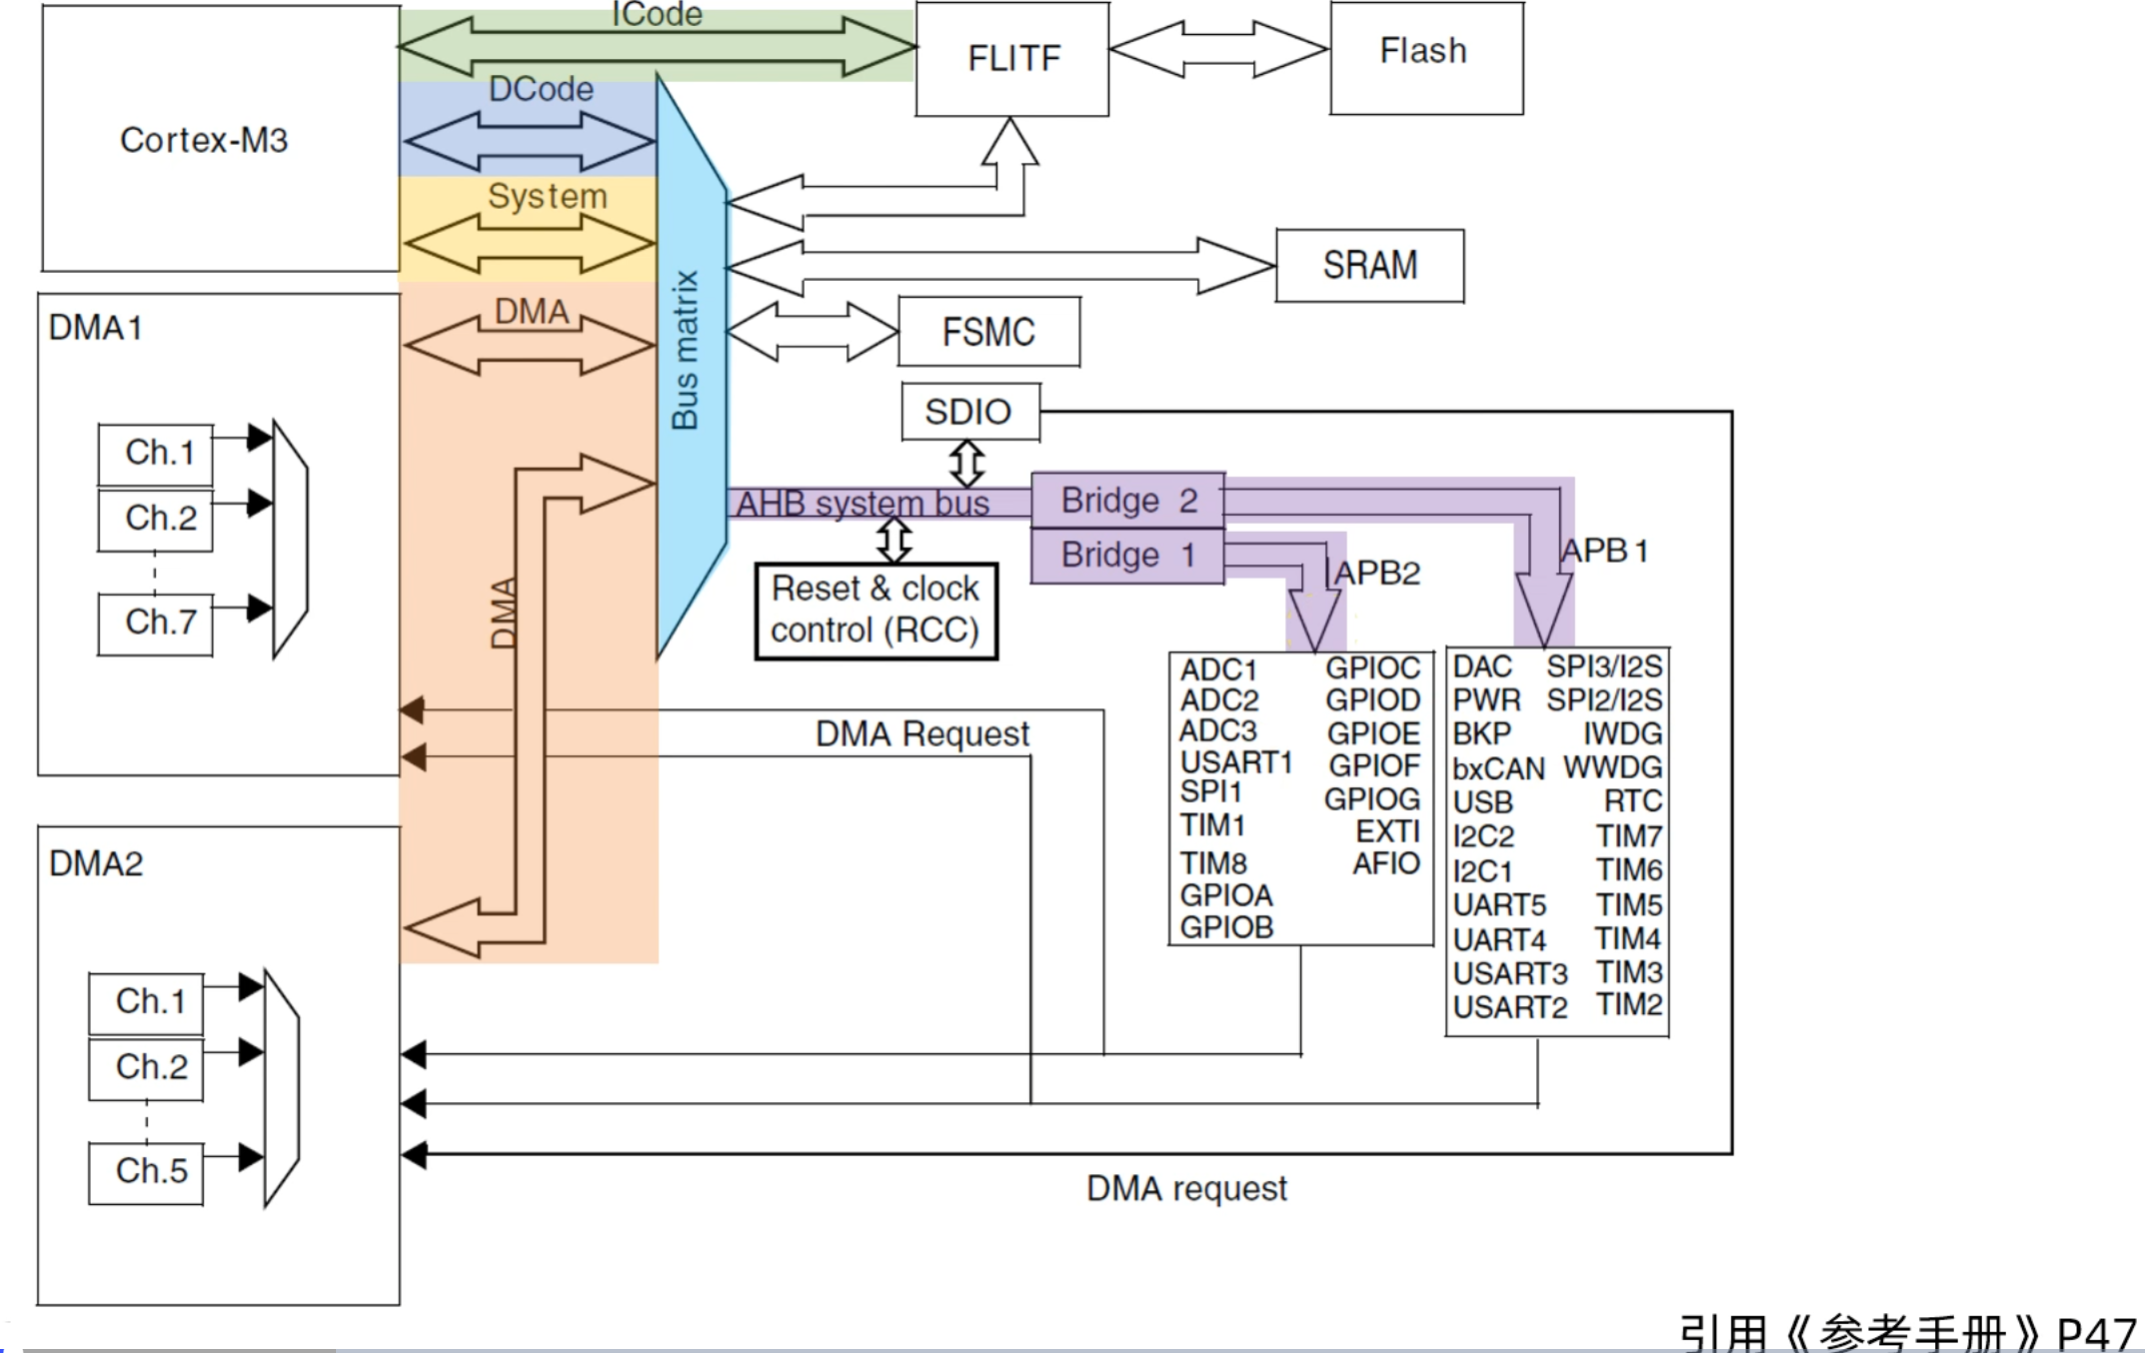 ICode
FLITF
Flash
DCode
Cortex-M3
System
SRAM
DMA
FSMC
Bus matrix
DMA1
Ch.1
Ch.2
Ch.7
SDIO
AHB system bus
Bridge 2
Bridge 1
APB1
APB2
Reset & clock
control (RCC)
DMA
DMA Request
ADC1 GPIOC
ADC2 GPIOD
ADC3 GPIOE
USART1 GPIOF
SPI1 GPIOG
TIM1 EXTI
TIM8 AFIO
GPIOA
GPIOB
DAC SPI3/I2S
PWR SPI2/I2S
BKP IWDG
bxCAN WWDG
USB RTC
I2C2 TIM7
I2C1 TIM6
UART5 TIM5
UART4 TIM4
USART3 TIM3
USART2 TIM2
DMA2
Ch.1
Ch.2
Ch.5
DMA request
引用《参考手册》P47